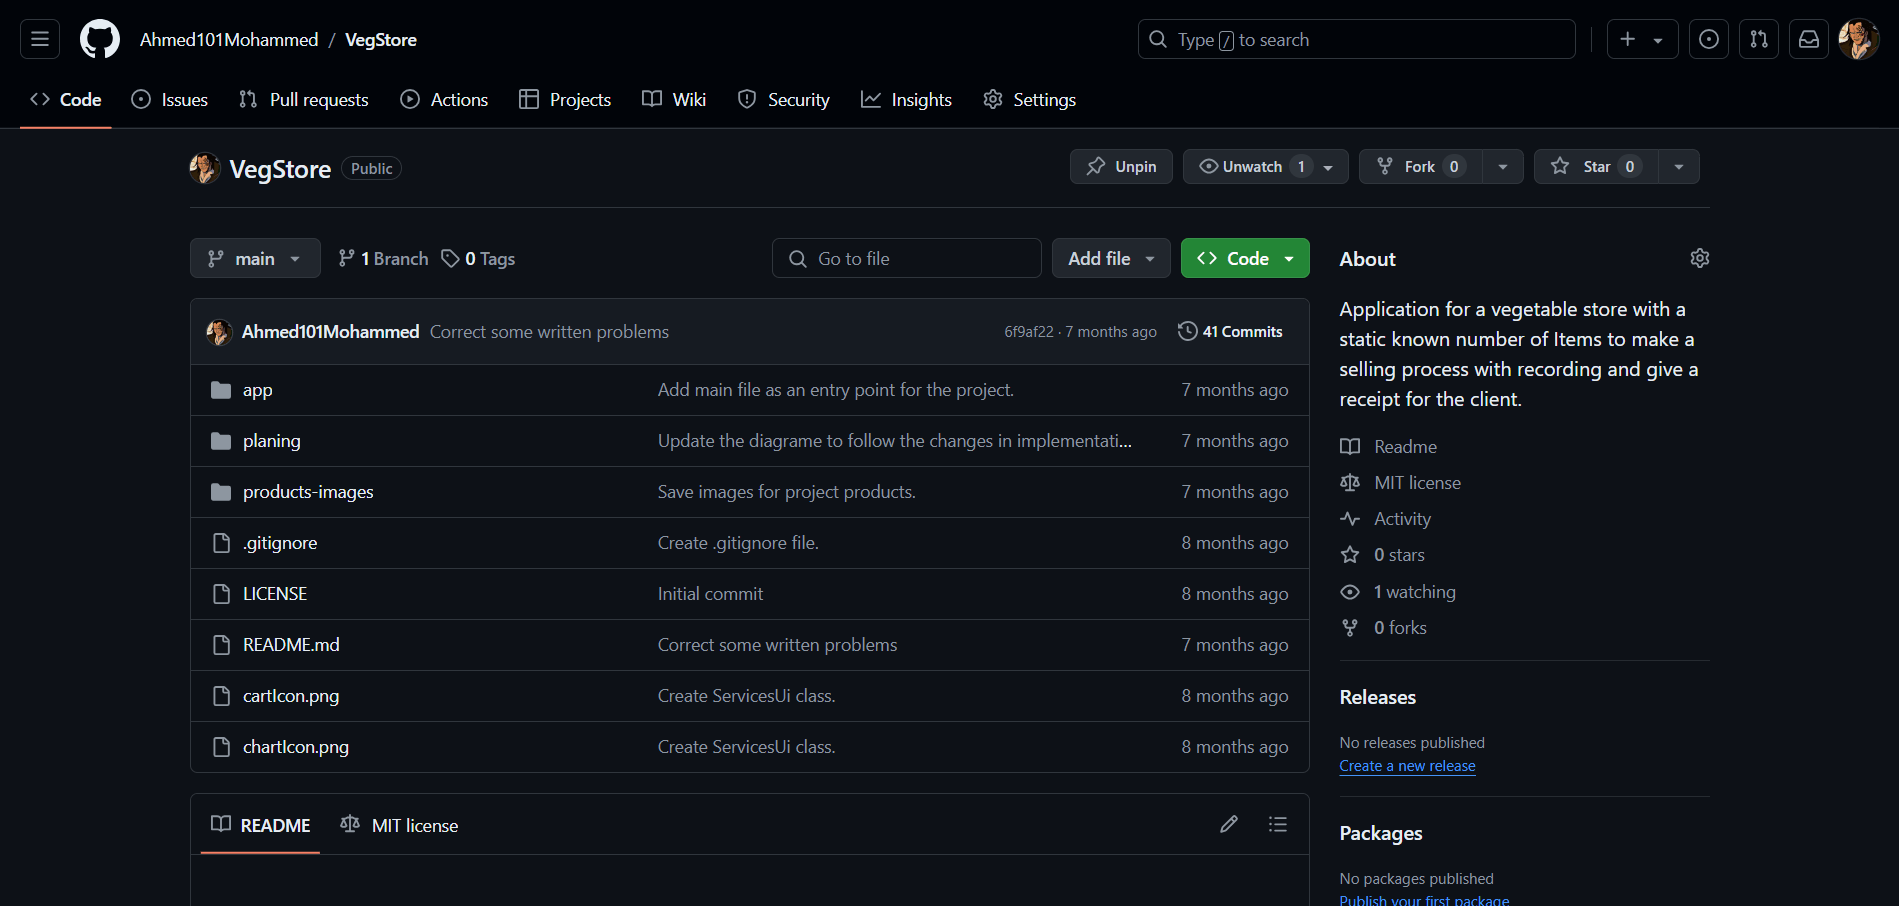 Ahmed101Mohammed / VegStore
Type / to search
Code Issues Pull requests Actions Projects Wiki Security Insights Settings
VegStore Public
Unpin Unwatch 1 Fork 0 Star 0
main 1 Branch 0 Tags Go to file Add file Code
Ahmed101Mohammed Correct some written problems 6f9af22 · 7 months ago 41 Commits
app Add main file as an entry point for the project. 7 months ago
planing Update the diagrame to follow the changes in implementati... 7 months ago
products-images Save images for project products. 7 months ago
.gitignore Create .gitignore file. 8 months ago
LICENSE Initial commit 8 months ago
README.md Correct some written problems 7 months ago
cartIcon.png Create ServicesUi class. 8 months ago
chartIcon.png Create ServicesUi class. 8 months ago
README MIT license
About
Application for a vegetable store with a
static known number of Items to make a
selling process with recording and give a
receipt for the client.
Readme
MIT license
Activity
0 stars
1 watching
0 forks
Releases
No releases published
Create a new release
Packages
No packages published
Publish your first package